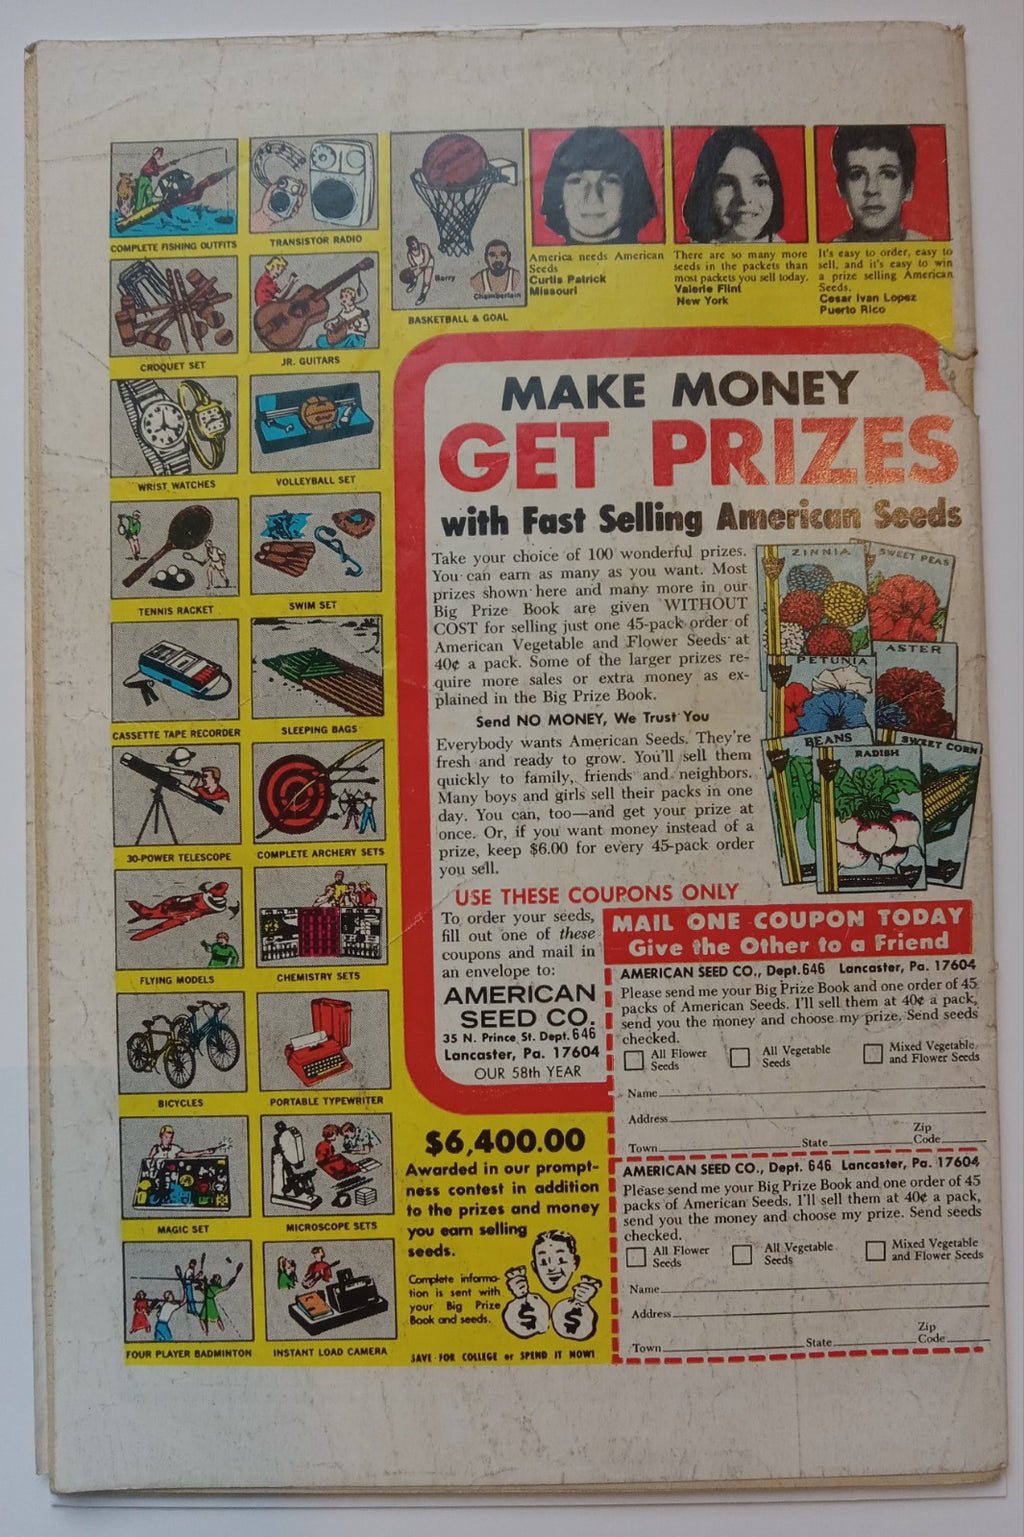 COMPLETE FISHING OUTFITS
TRANSISTOR RADIO
CROQUET SET
JR. GUITARS
WRIST WATCHES
VOLLEYBALL SET
TENNIS RACKET
SWIM SET
CASSETTE TAPE RECORDER
SLEEPING BAGS
30-POWER TELESCOPE
COMPLETE ARCHERY SETS
FLYING MODELS
CHEMISTRY SETS
BICYCLES
PORTABLE TYPEWRITER
MAGIC SET
MICROSCOPE SETS
FOUR PLAYER BADMINTON
INSTANT LOAD CAMERA
Barry
Chamberlain
BASKETBALL & GOAL
America needs American
Seeds
Curtis Patrick
Missouri
There are so many more
seeds in the packets than
most packets you sell today.
Valerie Flint
New York
It's easy to order, easy to
sell, and it's easy to win
a prize selling American
Seeds.
Cesar Ivan Lopez
Puerto Rico
MAKE MONEY
GET PRIZES
with Fast Selling American Seeds
Take your choice of 100 wonderful prizes.
You can earn as many as you want. Most
prizes shown here and many more in our
Big Prize Book are given WITHOUT
COST for selling just one 45-pack order of
American Vegetable and Flower Seeds at
40¢ a pack. Some of the larger prizes re-
quire more sales or extra money as ex-
plained in the Big Prize Book.
Send NO MONEY, We Trust You
Everybody wants American Seeds. They're
fresh and ready to grow. You'll sell them
quickly to family, friends and neighbors.
Many boys and girls sell their packs in one
day. You can, too—and get your prize at
once. Or, if you want money instead of a
prize, keep $6.00 for every 45-pack order
you sell.
ZINNIA
SWEET PEAS
PETUNIA
ASTER
BEANS
RADISH
SWEET CORN
USE THESE COUPONS ONLY
To order your seeds,
fill out one of these
coupons and mail in
an envelope to:
AMERICAN
SEED CO.
35 N. Prince St. Dept. 646
Lancaster, Pa. 17604
OUR 58th YEAR
MAIL ONE COUPON TODAY
Give the Other to a Friend
AMERICAN SEED CO., Dept. 646 Lancaster, Pa. 17604
Please send me your Big Prize Book and one order of 45
packs of American Seeds. I'll sell them at 40¢ a pack,
send you the money and choose my prize. Send seeds
checked.
All Flower
Seeds
All Vegetable
Seeds
Mixed Vegetable
and Flower Seeds
Name
Address
Town State Zip Code
AMERICAN SEED CO., Dept. 646 Lancaster, Pa. 17604
Please send me your Big Prize Book and one order of 45
packs of American Seeds. I'll sell them at 40¢ a pack,
send you the money and choose my prize. Send seeds
checked.
All Flower
Seeds
All Vegetable
Seeds
Mixed Vegetable
and Flower Seeds
Name
Address
Town State Zip Code
$6,400.00
Awarded in our prompt-
ness contest in addition
to the prizes and money
you earn selling
seeds.
Complete informa-
tion is sent with
your Big Prize
Book and seeds.
$ $
SAVE FOR COLLEGE or SPEND IT NOW!